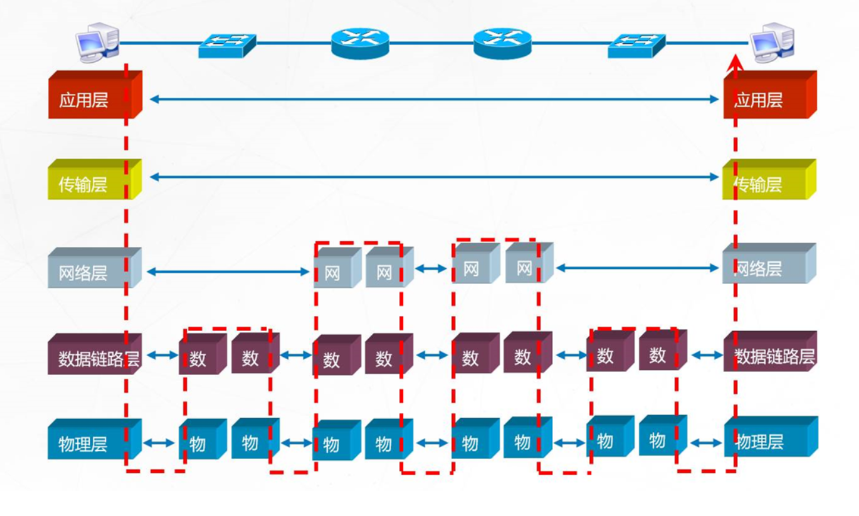 应用层 应用层
传输层 传输层
网络层 网 网 网 网 网络层
数据链路层 数 数 数 数 数 数 数 数 数据链路层
物理层 物 物 物 物 物 物 物 物 物理层